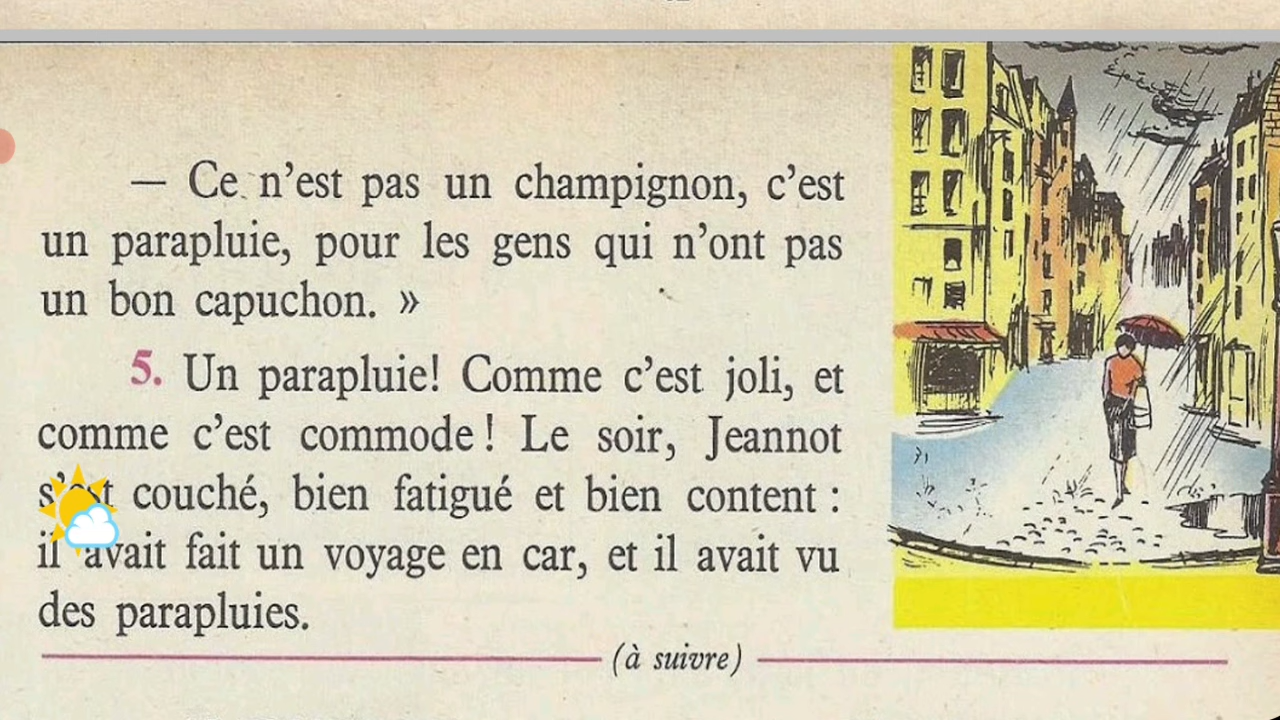 — Ce n'est pas un champignon, c'est
un parapluie, pour les gens qui n'ont pas
un bon capuchon. »
5. Un parapluie! Comme c'est joli, et
comme c'est commode! Le soir, Jeannot
s'est couché, bien fatigué et bien content :
il avait fait un voyage en car, et il avait vu
des parapluies.
(à suivre)